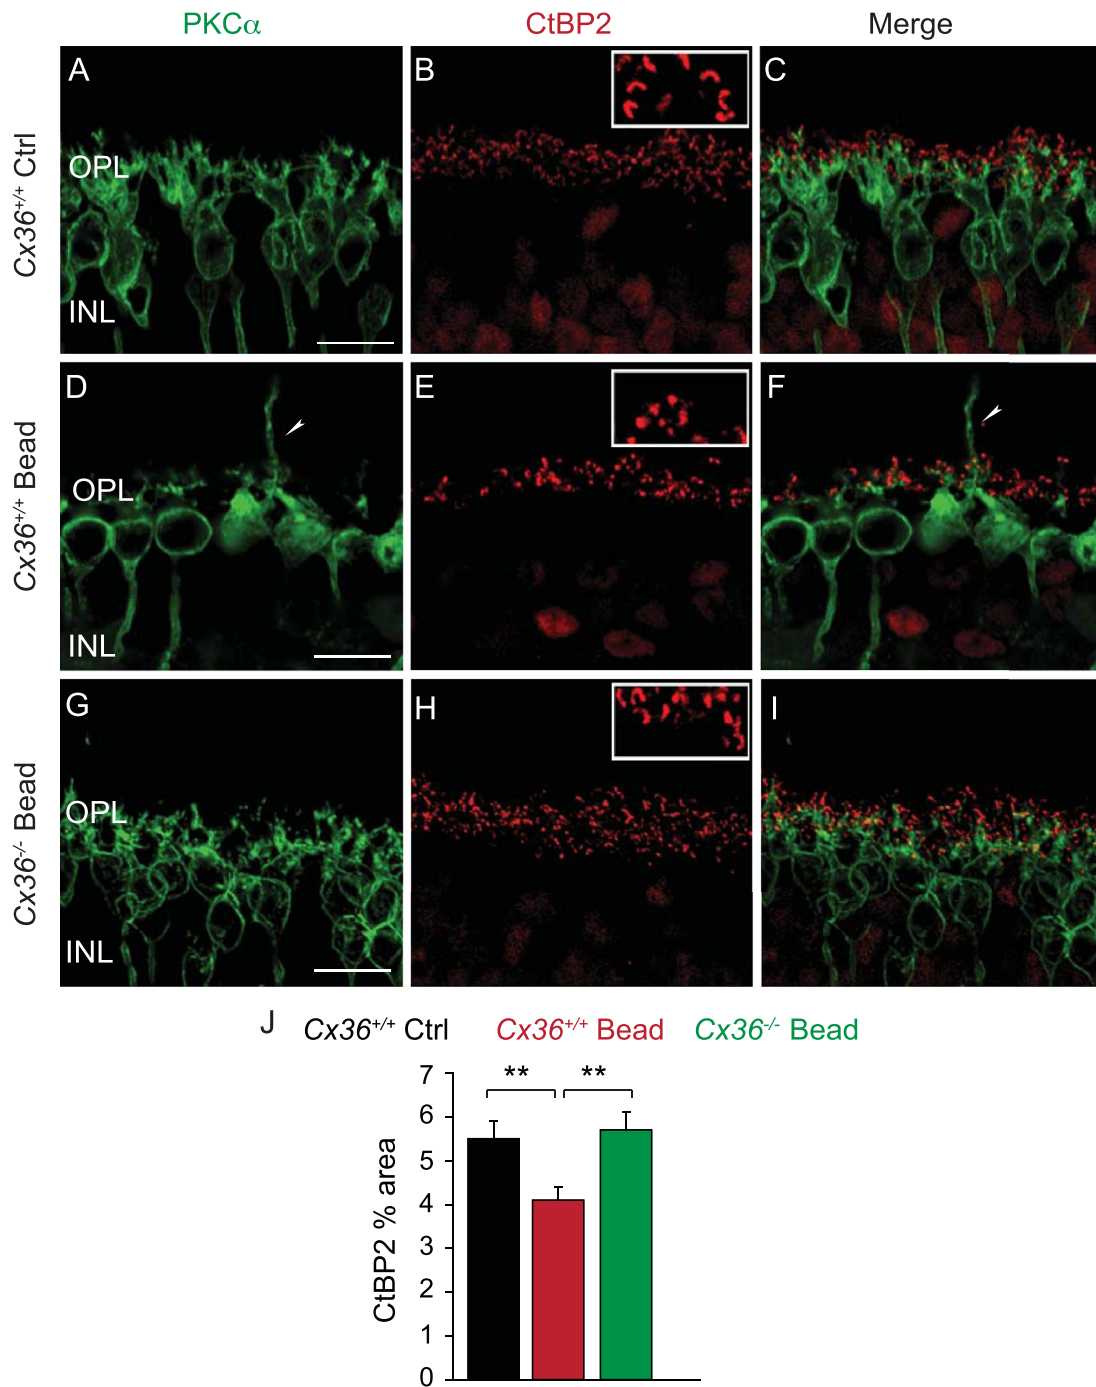 PKCα CtBP2 Merge
Cx36+/+ Ctrl
A B C
OPL
INL
Cx36+/+ Bead
D E F
OPL
INL
Cx36-/- Bead
G H I
OPL
INL
J Cx36+/+ Ctrl Cx36+/+ Bead Cx36-/- Bead
** **
CtBP2 % area
7
6
5
4
3
2
1
0